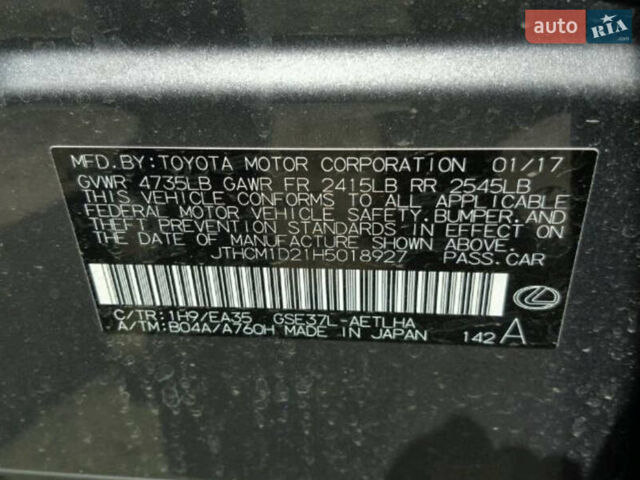 auto RIA
.com
MFD.BY:TOYOTA MOTOR CORPORATION 01/17
GVWR 4735LB GAWR FR 2415LB RR 2545LB
THIS VEHICLE CONFORMS TO ALL APPLICABLE
FEDERAL MOTOR VEHICLE SAFETY,BUMPER,AND
THEFT PREVENTION STANDARDS IN EFFECT ON
THE DATE OF MANUFACTURE SHOWN ABOVE.
JTHCM1D21H5018927 PASS.CAR
C/TR:1H9/EA35 GSE37L-AETLHA
A/TM:B04A/A760H MADE IN JAPAN 142 A